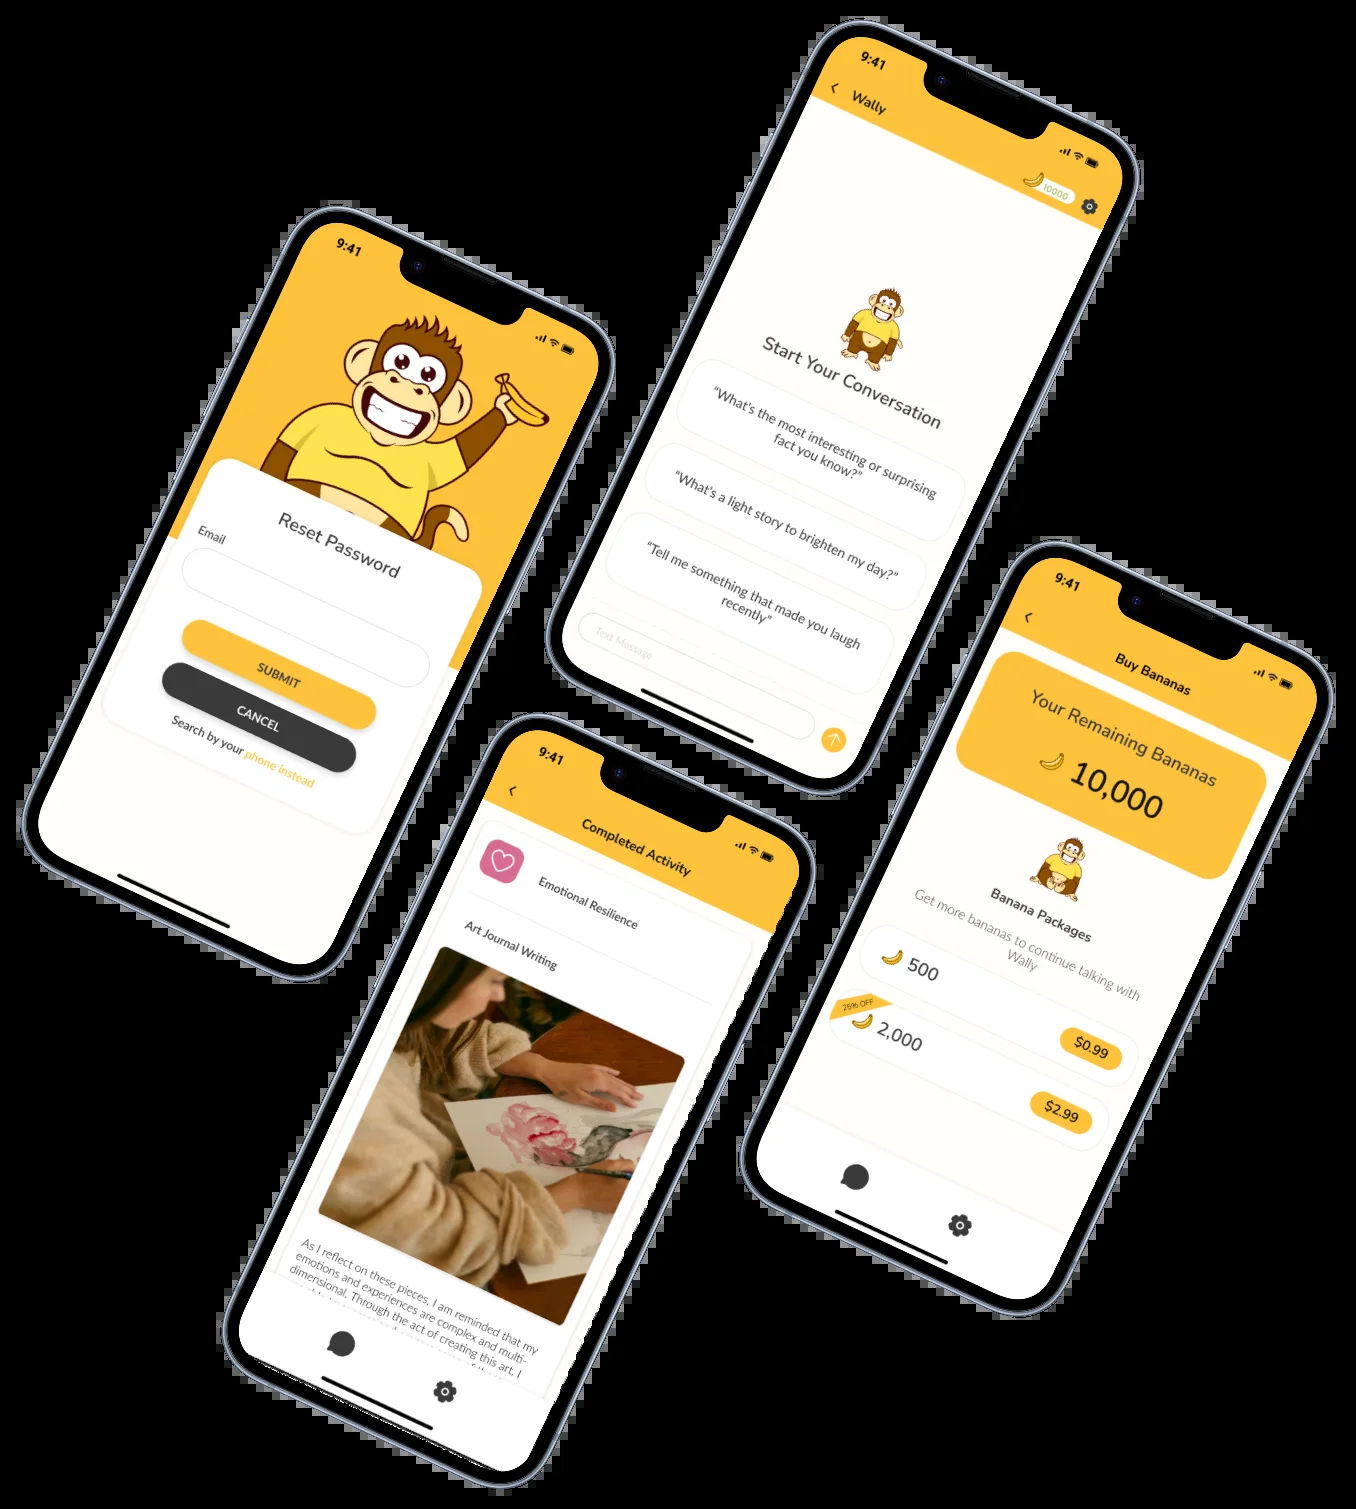 9:41
Reset Password
Email
SUBMIT
CANCEL
Search by your phone instead
9:41
Wally
10000
Start Your Conversation
“What's the most interesting or surprising
fact you know?”
“What's a light story to brighten my day?”
“Tell me something that made you laugh
recently”
Text Message
9:41
Completed Activity
Emotional Resilience
Art Journal Writing
As I reflect on these pieces, I am reminded that my
emotions and experiences are complex and multi-
dimensional. Through the act of creating this art, I
9:41
Buy Bananas
Your Remaining Bananas
10,000
Banana Packages
Get more bananas to continue talking with
Wally
500
$0.99
25% OFF
2,000
$2.99